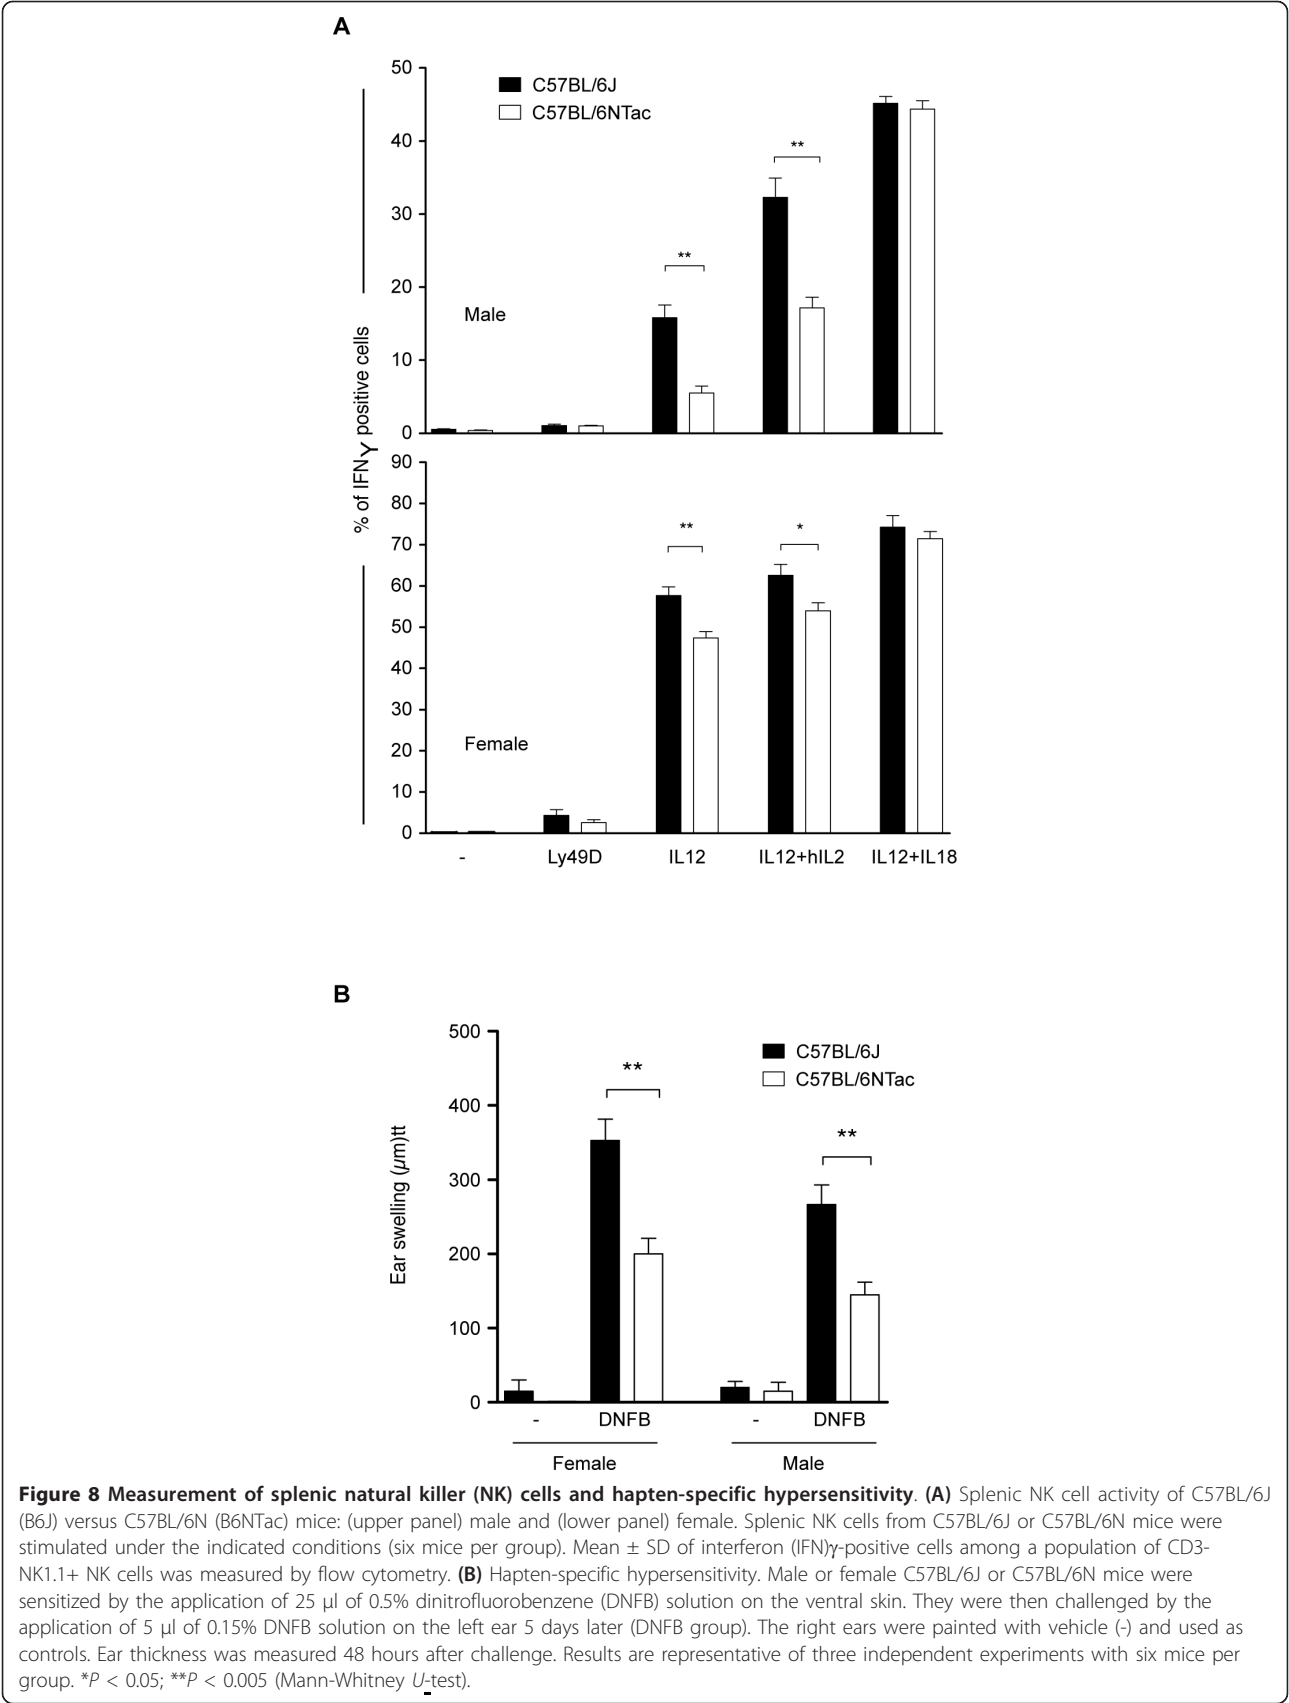 A
50
40
30
20
10
0
C57BL/6J
C57BL/6NTac
**
**
Male
% of IFNγ positive cells
90
80
70
60
50
40
30
20
10
0
**
*
Female
-
Ly49D
IL12
IL12+hIL2
IL12+IL18
B
500
400
300
200
100
0
Ear swelling (µm)tt
C57BL/6J
C57BL/6NTac
**
**
-
DNFB
-
DNFB
Female
Male
Figure 8 Measurement of splenic natural killer (NK) cells and hapten-specific hypersensitivity. (A) Splenic NK cell activity of C57BL/6J
(B6J) versus C57BL/6N (B6NTac) mice: (upper panel) male and (lower panel) female. Splenic NK cells from C57BL/6J or C57BL/6N mice were
stimulated under the indicated conditions (six mice per group). Mean ± SD of interferon (IFN)γ-positive cells among a population of CD3-
NK1.1+ NK cells was measured by flow cytometry. (B) Hapten-specific hypersensitivity. Male or female C57BL/6J or C57BL/6N mice were
sensitized by the application of 25 µl of 0.5% dinitrofluorobenzene (DNFB) solution on the ventral skin. They were then challenged by the
application of 5 µl of 0.15% DNFB solution on the left ear 5 days later (DNFB group). The right ears were painted with vehicle (-) and used as
controls. Ear thickness was measured 48 hours after challenge. Results are representative of three independent experiments with six mice per
group. *P < 0.05; **P < 0.005 (Mann-Whitney U-test).